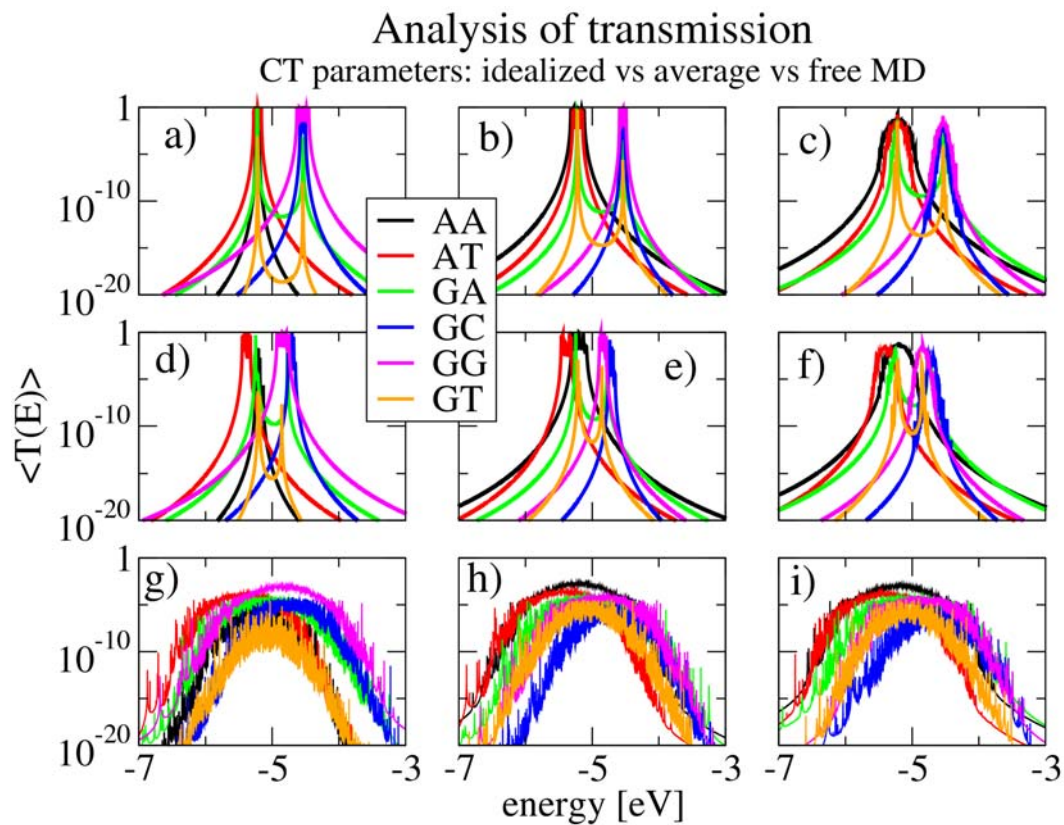 Analysis of transmission
CT parameters: idealized vs average vs free MD
1
a)
b)
c)
10^-10
10^-20
AA
AT
GA
GC
GG
GT
1
d)
e)
f)
10^-10
10^-20
<T(E)>
1
g)
h)
i)
10^-10
10^-20
-7 -5 -3 -7 -5 -3 -7 -5 -3
energy [eV]